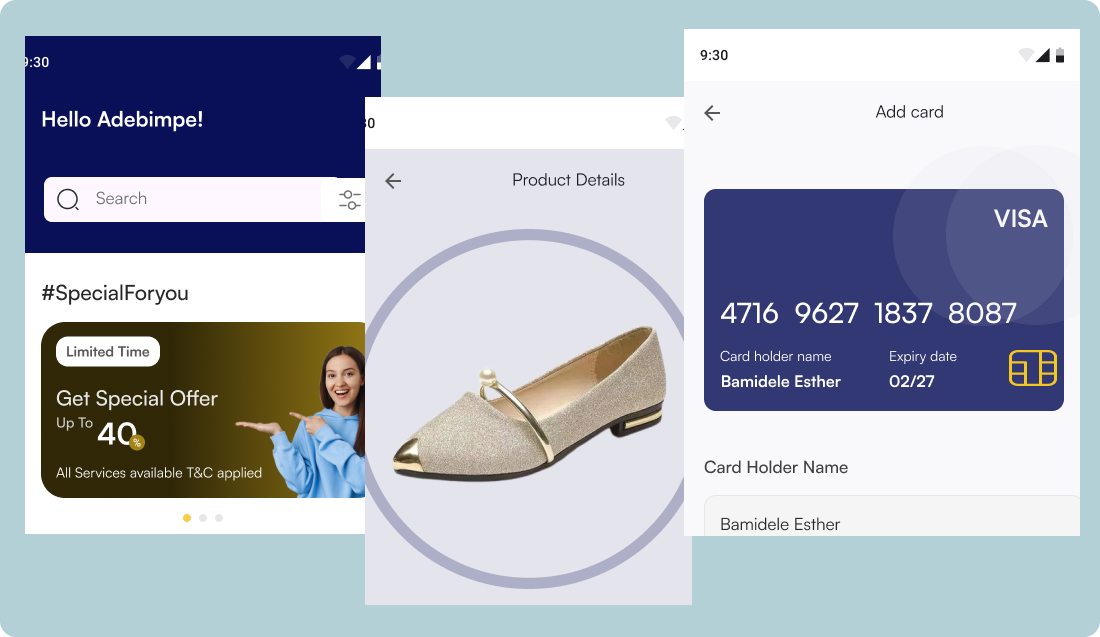 9:30
Hello Adebimpe!
Search
#SpecialForyou
Limited Time
Get Special Offer
Up To 40%
All Services available T&C applied
30
Product Details
9:30
Add card
VISA
4716 9627 1837 8087
Card holder name Expiry date
Bamidele Esther 02/27
Card Holder Name
Bamidele Esther